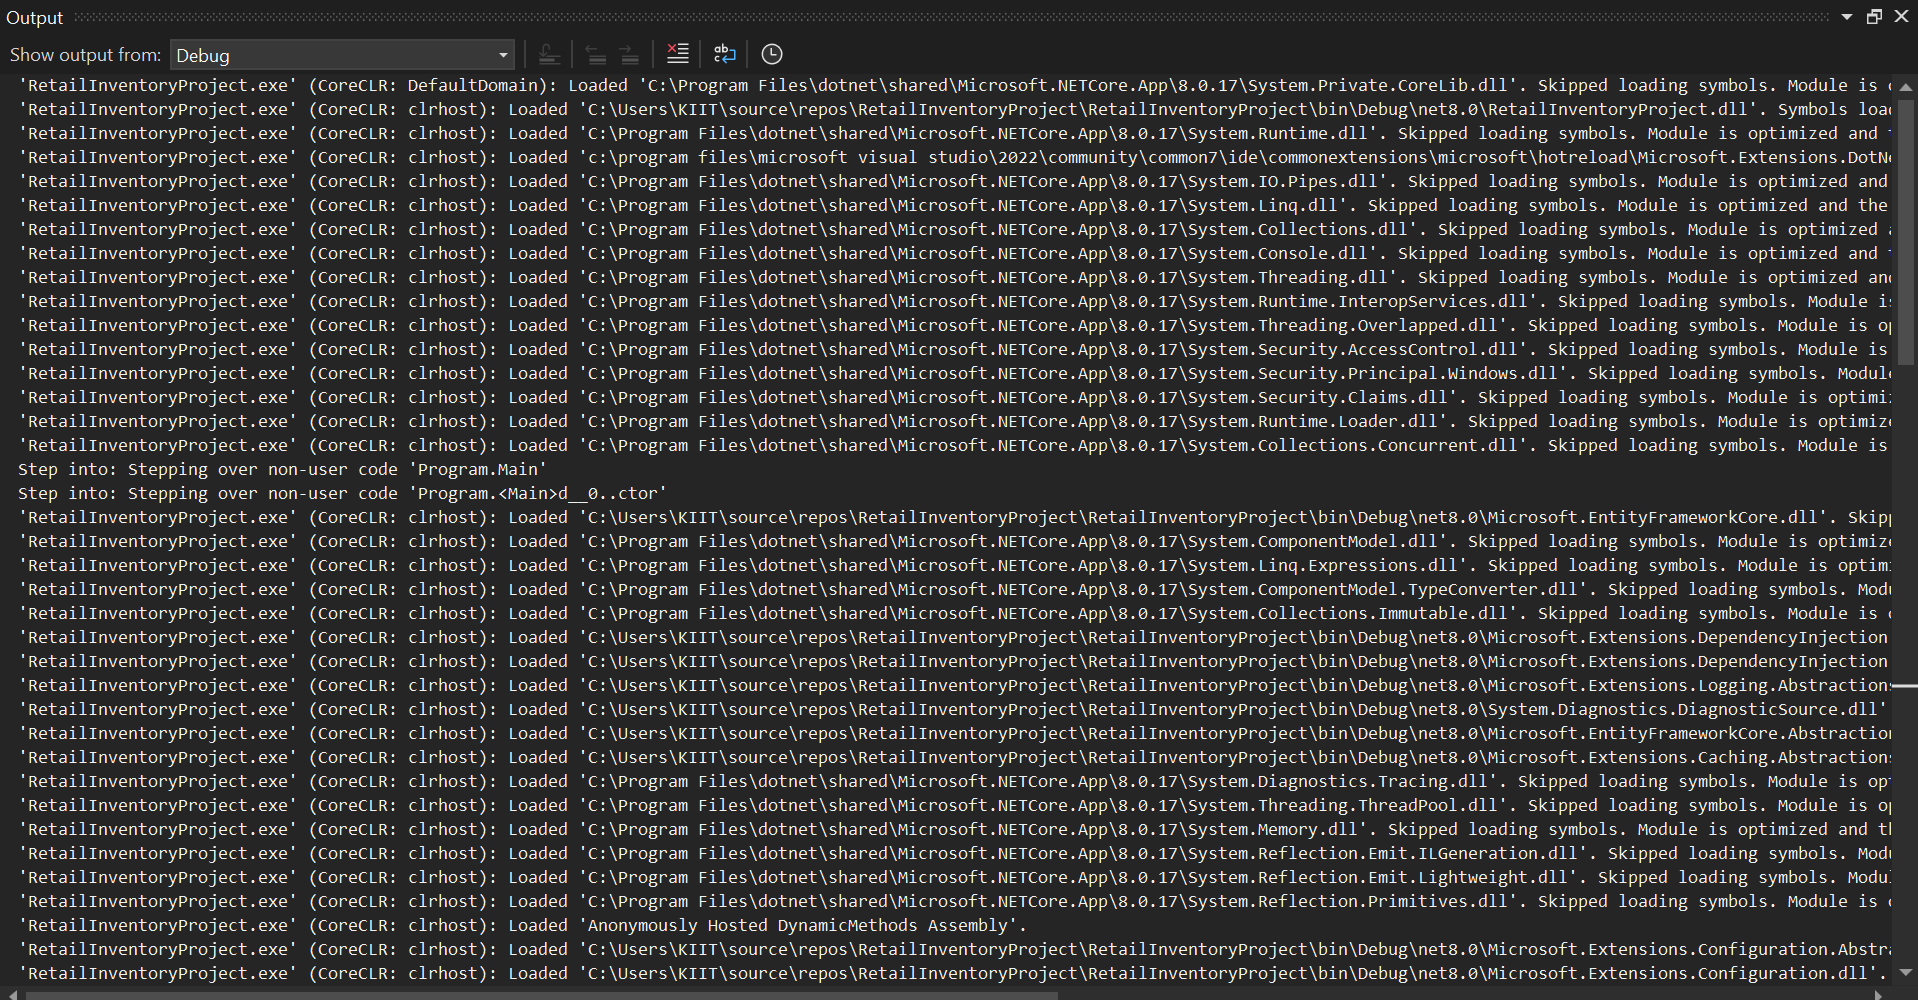 Output
Show output from: Debug
'RetailInventoryProject.exe' (CoreCLR: DefaultDomain): Loaded 'C:\Program Files\dotnet\shared\Microsoft.NETCore.App\8.0.17\System.Private.CoreLib.dll'. Skipped loading symbols. Module is
'RetailInventoryProject.exe' (CoreCLR: clrhost): Loaded 'C:\Users\KIIT\source\repos\RetailInventoryProject\RetailInventoryProject\bin\Debug\net8.0\RetailInventoryProject.dll'. Symbols loa
'RetailInventoryProject.exe' (CoreCLR: clrhost): Loaded 'C:\Program Files\dotnet\shared\Microsoft.NETCore.App\8.0.17\System.Runtime.dll'. Skipped loading symbols. Module is optimized and
'RetailInventoryProject.exe' (CoreCLR: clrhost): Loaded 'c:\program files\microsoft visual studio\2022\community\common7\ide\commonextensions\microsoft\hotreload\Microsoft.Extensions.DotNe
'RetailInventoryProject.exe' (CoreCLR: clrhost): Loaded 'C:\Program Files\dotnet\shared\Microsoft.NETCore.App\8.0.17\System.IO.Pipes.dll'. Skipped loading symbols. Module is optimized and
'RetailInventoryProject.exe' (CoreCLR: clrhost): Loaded 'C:\Program Files\dotnet\shared\Microsoft.NETCore.App\8.0.17\System.Linq.dll'. Skipped loading symbols. Module is optimized and the
'RetailInventoryProject.exe' (CoreCLR: clrhost): Loaded 'C:\Program Files\dotnet\shared\Microsoft.NETCore.App\8.0.17\System.Collections.dll'. Skipped loading symbols. Module is optimized
'RetailInventoryProject.exe' (CoreCLR: clrhost): Loaded 'C:\Program Files\dotnet\shared\Microsoft.NETCore.App\8.0.17\System.Console.dll'. Skipped loading symbols. Module is optimized and
'RetailInventoryProject.exe' (CoreCLR: clrhost): Loaded 'C:\Program Files\dotnet\shared\Microsoft.NETCore.App\8.0.17\System.Threading.dll'. Skipped loading symbols. Module is optimized an
'RetailInventoryProject.exe' (CoreCLR: clrhost): Loaded 'C:\Program Files\dotnet\shared\Microsoft.NETCore.App\8.0.17\System.Runtime.InteropServices.dll'. Skipped loading symbols. Module i
'RetailInventoryProject.exe' (CoreCLR: clrhost): Loaded 'C:\Program Files\dotnet\shared\Microsoft.NETCore.App\8.0.17\System.Threading.Overlapped.dll'. Skipped loading symbols. Module is o
'RetailInventoryProject.exe' (CoreCLR: clrhost): Loaded 'C:\Program Files\dotnet\shared\Microsoft.NETCore.App\8.0.17\System.Security.AccessControl.dll'. Skipped loading symbols. Module is
'RetailInventoryProject.exe' (CoreCLR: clrhost): Loaded 'C:\Program Files\dotnet\shared\Microsoft.NETCore.App\8.0.17\System.Security.Principal.Windows.dll'. Skipped loading symbols. Module
'RetailInventoryProject.exe' (CoreCLR: clrhost): Loaded 'C:\Program Files\dotnet\shared\Microsoft.NETCore.App\8.0.17\System.Security.Claims.dll'. Skipped loading symbols. Module is optimi
'RetailInventoryProject.exe' (CoreCLR: clrhost): Loaded 'C:\Program Files\dotnet\shared\Microsoft.NETCore.App\8.0.17\System.Runtime.Loader.dll'. Skipped loading symbols. Module is optimiz
'RetailInventoryProject.exe' (CoreCLR: clrhost): Loaded 'C:\Program Files\dotnet\shared\Microsoft.NETCore.App\8.0.17\System.Collections.Concurrent.dll'. Skipped loading symbols. Module is
Step into: Stepping over non-user code 'Program.Main'
Step into: Stepping over non-user code 'Program.<Main>d__0..ctor'
'RetailInventoryProject.exe' (CoreCLR: clrhost): Loaded 'C:\Users\KIIT\source\repos\RetailInventoryProject\RetailInventoryProject\bin\Debug\net8.0\Microsoft.EntityFrameworkCore.dll'. Skip
'RetailInventoryProject.exe' (CoreCLR: clrhost): Loaded 'C:\Program Files\dotnet\shared\Microsoft.NETCore.App\8.0.17\System.ComponentModel.dll'. Skipped loading symbols. Module is optimiz
'RetailInventoryProject.exe' (CoreCLR: clrhost): Loaded 'C:\Program Files\dotnet\shared\Microsoft.NETCore.App\8.0.17\System.Linq.Expressions.dll'. Skipped loading symbols. Module is optim
'RetailInventoryProject.exe' (CoreCLR: clrhost): Loaded 'C:\Program Files\dotnet\shared\Microsoft.NETCore.App\8.0.17\System.ComponentModel.TypeConverter.dll'. Skipped loading symbols. Mod
'RetailInventoryProject.exe' (CoreCLR: clrhost): Loaded 'C:\Program Files\dotnet\shared\Microsoft.NETCore.App\8.0.17\System.Collections.Immutable.dll'. Skipped loading symbols. Module is
'RetailInventoryProject.exe' (CoreCLR: clrhost): Loaded 'C:\Users\KIIT\source\repos\RetailInventoryProject\RetailInventoryProject\bin\Debug\net8.0\Microsoft.Extensions.DependencyInjection
'RetailInventoryProject.exe' (CoreCLR: clrhost): Loaded 'C:\Users\KIIT\source\repos\RetailInventoryProject\RetailInventoryProject\bin\Debug\net8.0\Microsoft.Extensions.DependencyInjection
'RetailInventoryProject.exe' (CoreCLR: clrhost): Loaded 'C:\Users\KIIT\source\repos\RetailInventoryProject\RetailInventoryProject\bin\Debug\net8.0\Microsoft.Extensions.Logging.Abstraction
'RetailInventoryProject.exe' (CoreCLR: clrhost): Loaded 'C:\Users\KIIT\source\repos\RetailInventoryProject\RetailInventoryProject\bin\Debug\net8.0\System.Diagnostics.DiagnosticSource.dll'
'RetailInventoryProject.exe' (CoreCLR: clrhost): Loaded 'C:\Users\KIIT\source\repos\RetailInventoryProject\RetailInventoryProject\bin\Debug\net8.0\Microsoft.EntityFrameworkCore.Abstraction
'RetailInventoryProject.exe' (CoreCLR: clrhost): Loaded 'C:\Users\KIIT\source\repos\RetailInventoryProject\RetailInventoryProject\bin\Debug\net8.0\Microsoft.Extensions.Caching.Abstraction
'RetailInventoryProject.exe' (CoreCLR: clrhost): Loaded 'C:\Program Files\dotnet\shared\Microsoft.NETCore.App\8.0.17\System.Diagnostics.Tracing.dll'. Skipped loading symbols. Module is op
'RetailInventoryProject.exe' (CoreCLR: clrhost): Loaded 'C:\Program Files\dotnet\shared\Microsoft.NETCore.App\8.0.17\System.Threading.ThreadPool.dll'. Skipped loading symbols. Module is o
'RetailInventoryProject.exe' (CoreCLR: clrhost): Loaded 'C:\Program Files\dotnet\shared\Microsoft.NETCore.App\8.0.17\System.Memory.dll'. Skipped loading symbols. Module is optimized and th
'RetailInventoryProject.exe' (CoreCLR: clrhost): Loaded 'C:\Program Files\dotnet\shared\Microsoft.NETCore.App\8.0.17\System.Reflection.Emit.ILGeneration.dll'. Skipped loading symbols. Mod
'RetailInventoryProject.exe' (CoreCLR: clrhost): Loaded 'C:\Program Files\dotnet\shared\Microsoft.NETCore.App\8.0.17\System.Reflection.Emit.Lightweight.dll'. Skipped loading symbols. Modul
'RetailInventoryProject.exe' (CoreCLR: clrhost): Loaded 'C:\Program Files\dotnet\shared\Microsoft.NETCore.App\8.0.17\System.Reflection.Primitives.dll'. Skipped loading symbols. Module is
'RetailInventoryProject.exe' (CoreCLR: clrhost): Loaded 'Anonymously Hosted DynamicMethods Assembly'.
'RetailInventoryProject.exe' (CoreCLR: clrhost): Loaded 'C:\Users\KIIT\source\repos\RetailInventoryProject\RetailInventoryProject\bin\Debug\net8.0\Microsoft.Extensions.Configuration.Abstr
'RetailInventoryProject.exe' (CoreCLR: clrhost): Loaded 'C:\Users\KIIT\source\repos\RetailInventoryProject\RetailInventoryProject\bin\Debug\net8.0\Microsoft.Extensions.Configuration.dll'.